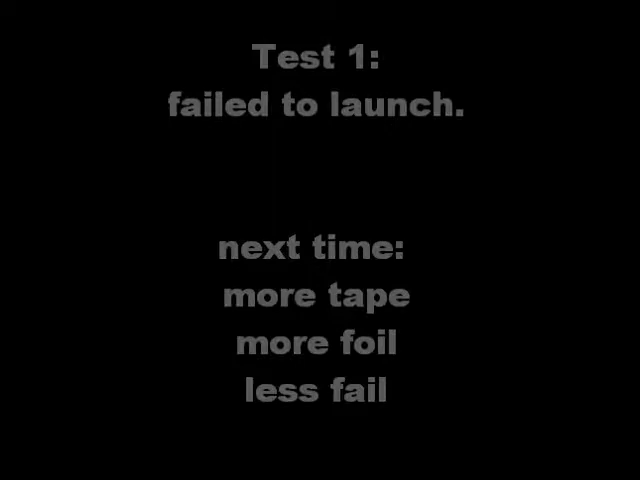 Test 1:
failed to launch.
next time:
more tape
more foil
less fail